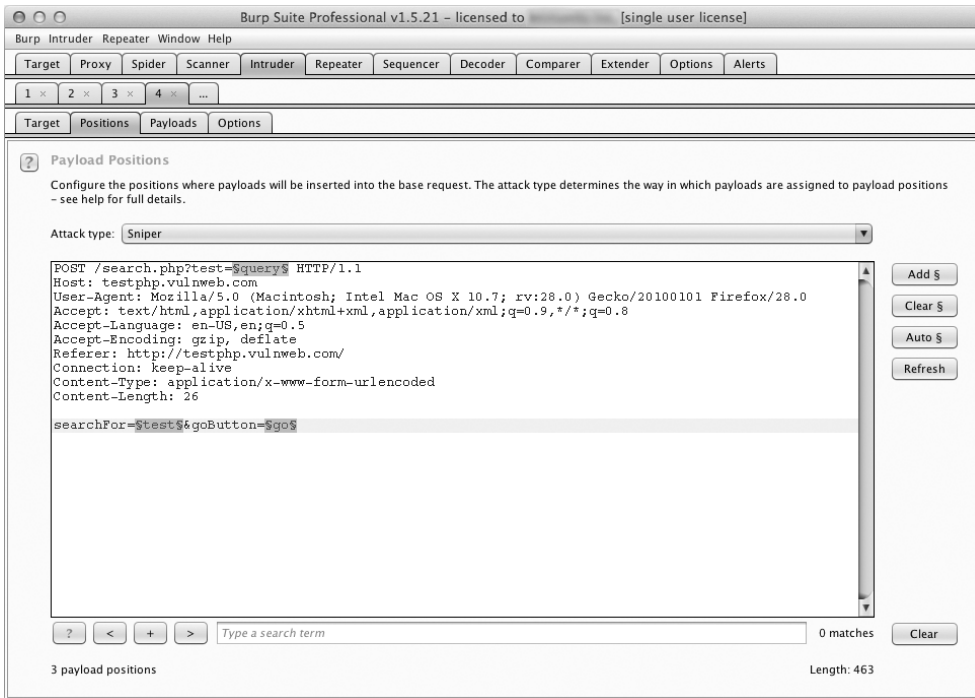 Burp Suite Professional v1.5.21 – licensed to [single user license]
Burp Intruder Repeater Window Help
Target Proxy Spider Scanner Intruder Repeater Sequencer Decoder Comparer Extender Options Alerts
1 × 2 × 3 × 4 × ...
Target Positions Payloads Options
? Payload Positions
Configure the positions where payloads will be inserted into the base request. The attack type determines the way in which payloads are assigned to payload positions
– see help for full details.
Attack type: Sniper
POST /search.php?test=§query§ HTTP/1.1
Host: testphp.vulnweb.com
User-Agent: Mozilla/5.0 (Macintosh; Intel Mac OS X 10.7; rv:28.0) Gecko/20100101 Firefox/28.0
Accept: text/html,application/xhtml+xml,application/xml;q=0.9,*/*;q=0.8
Accept-Language: en-US,en;q=0.5
Accept-Encoding: gzip, deflate
Referer: http://testphp.vulnweb.com/
Connection: keep-alive
Content-Type: application/x-www-form-urlencoded
Content-Length: 26
searchFor=§test§&goButton=§go§
Add §
Clear §
Auto §
Refresh
? < + > Type a search term 0 matches Clear
3 payload positions Length: 463